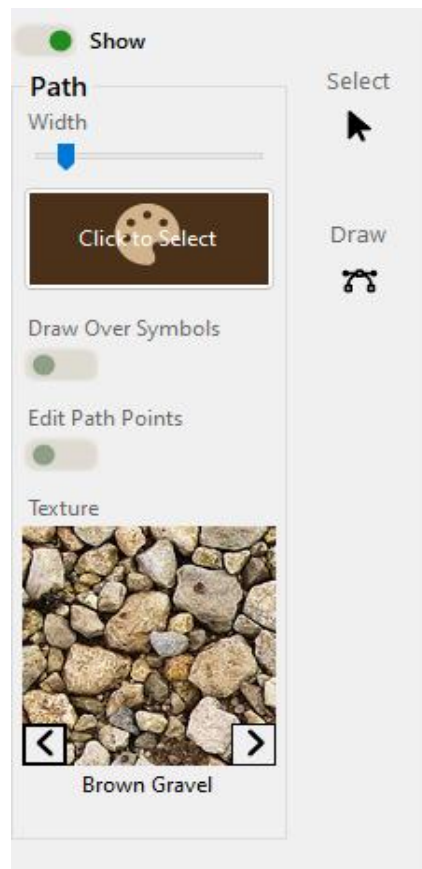 Show
Path
Select
Width
Click to Select
Draw
Draw Over Symbols
Edit Path Points
Texture
Brown Gravel